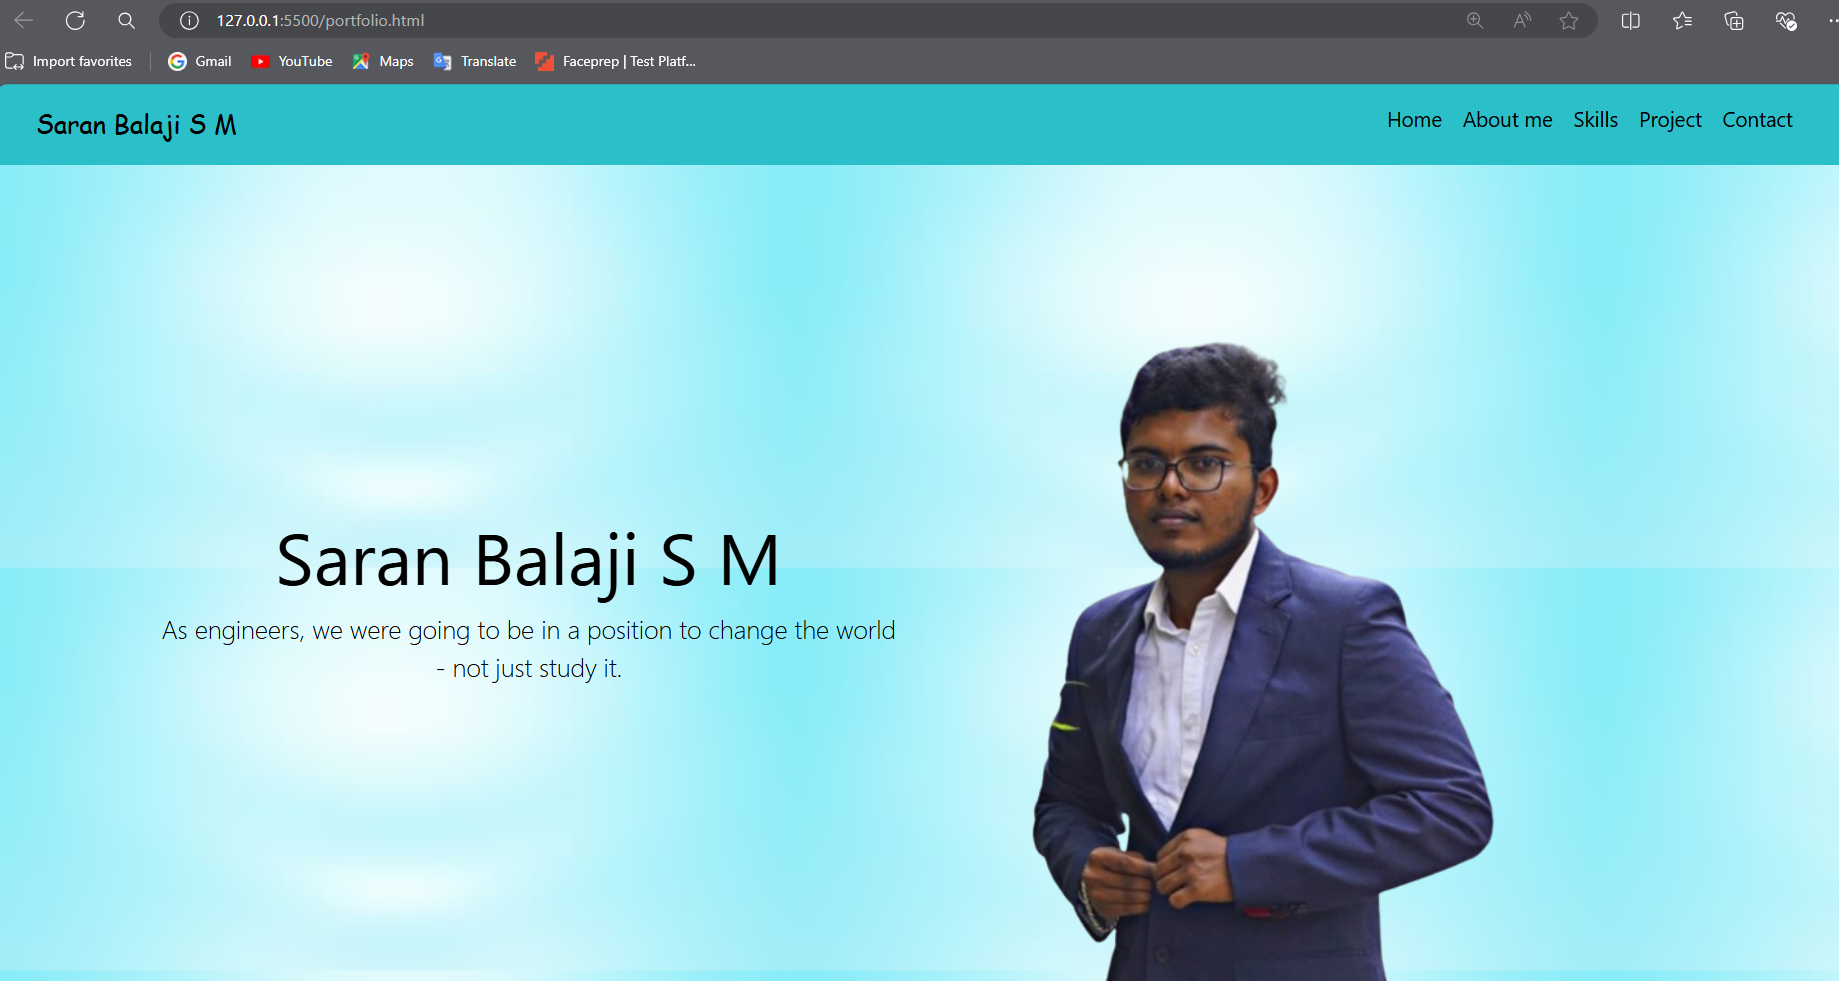 127.0.0.1:5500/portfolio.html
Import favorites Gmail YouTube Maps Translate Faceprep | Test Platf...
Saran Balaji S M Home About me Skills Project Contact
Saran Balaji S M
As engineers, we were going to be in a position to change the world
- not just study it.